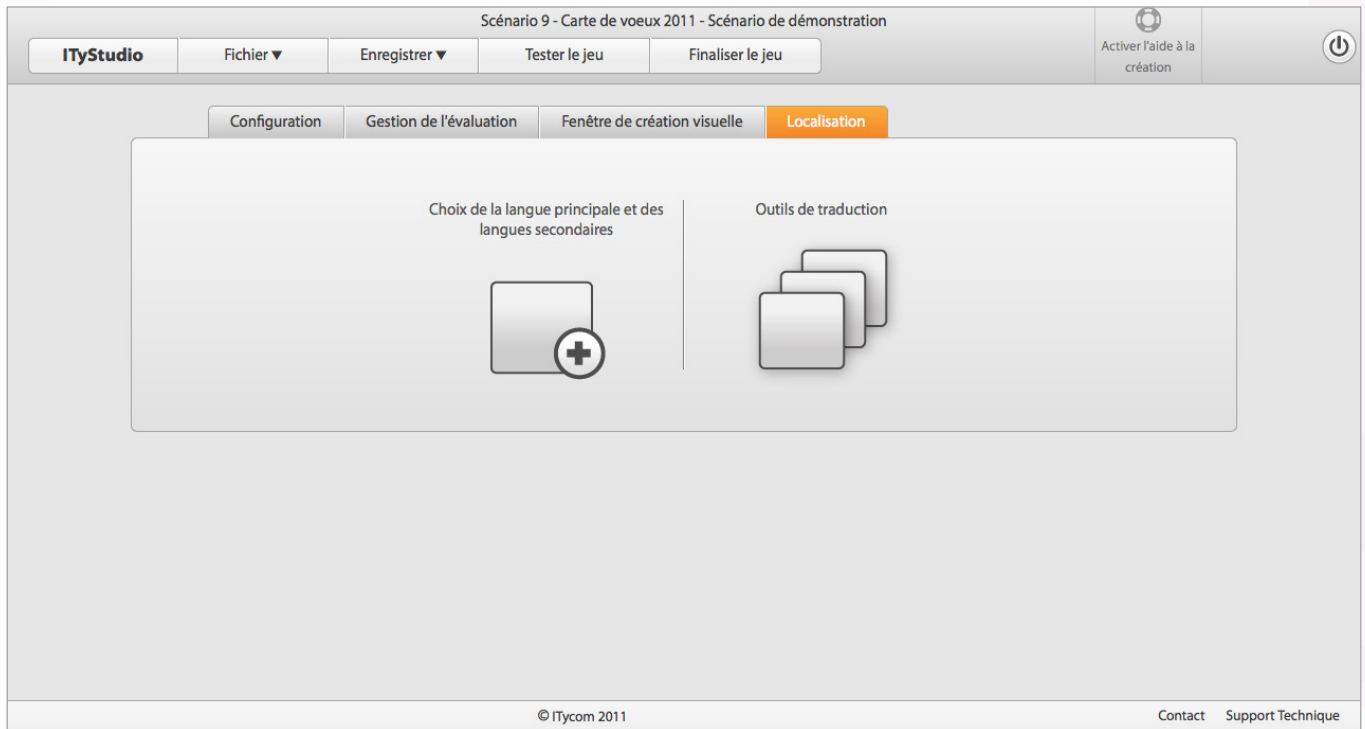 Scénario 9 - Carte de voeux 2011 - Scénario de démonstration
ITyStudio
Fichier ▼
Enregistrer ▼
Tester le jeu
Finaliser le jeu
Activer l'aide à la
création
Configuration
Gestion de l'évaluation
Fenêtre de création visuelle
Localisation
Choix de la langue principale et des
langues secondaires
Outils de traduction
© ITycom 2011
Contact
Support Technique